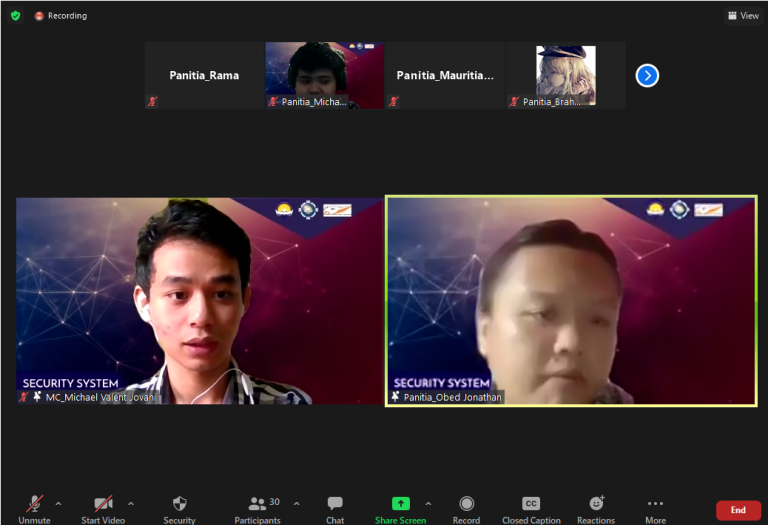 Recording
View
Panitia_Rama
Panitia_Micha...
Panitia_Mauritia...
Panitia_Brah...
SECURITY SYSTEM
MC_Michael Valent Jovani
SECURITY SYSTEM
Panitia_Obed Jonathan
30
CC
Unmute
Start Video
Security
Participants
Chat
Share Screen
Record
Closed Caption
Reactions
More
End